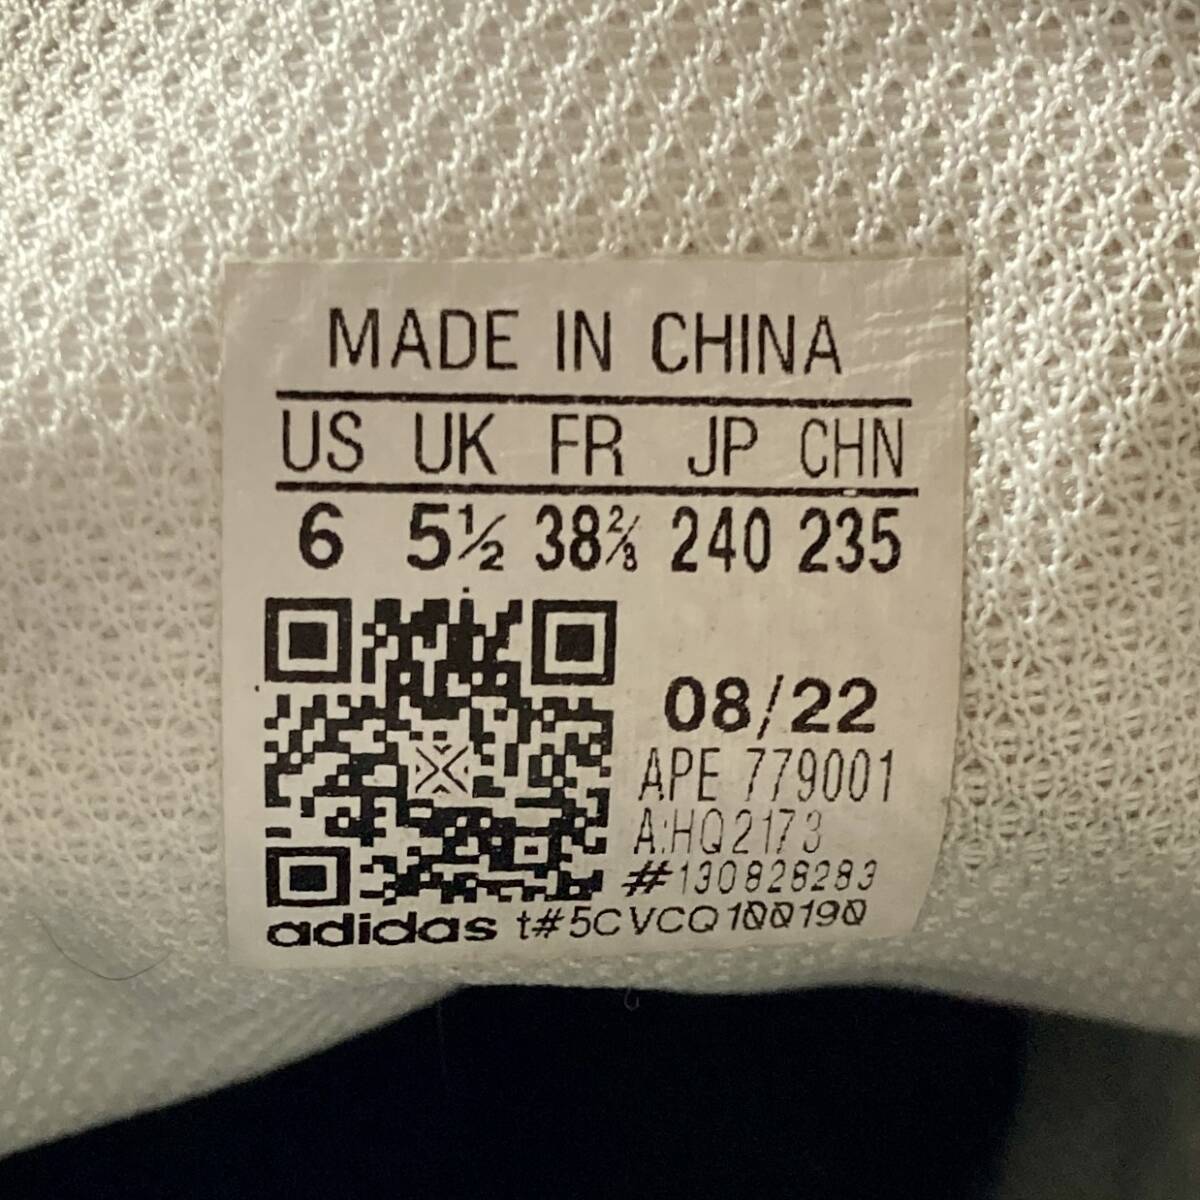 MADE IN CHINA
US UK FR JP CHN
6 5½ 38⅔ 240 235
08/22
APE 779001
A:HQ2173
#130828283
adidas t#5CVCQ100190